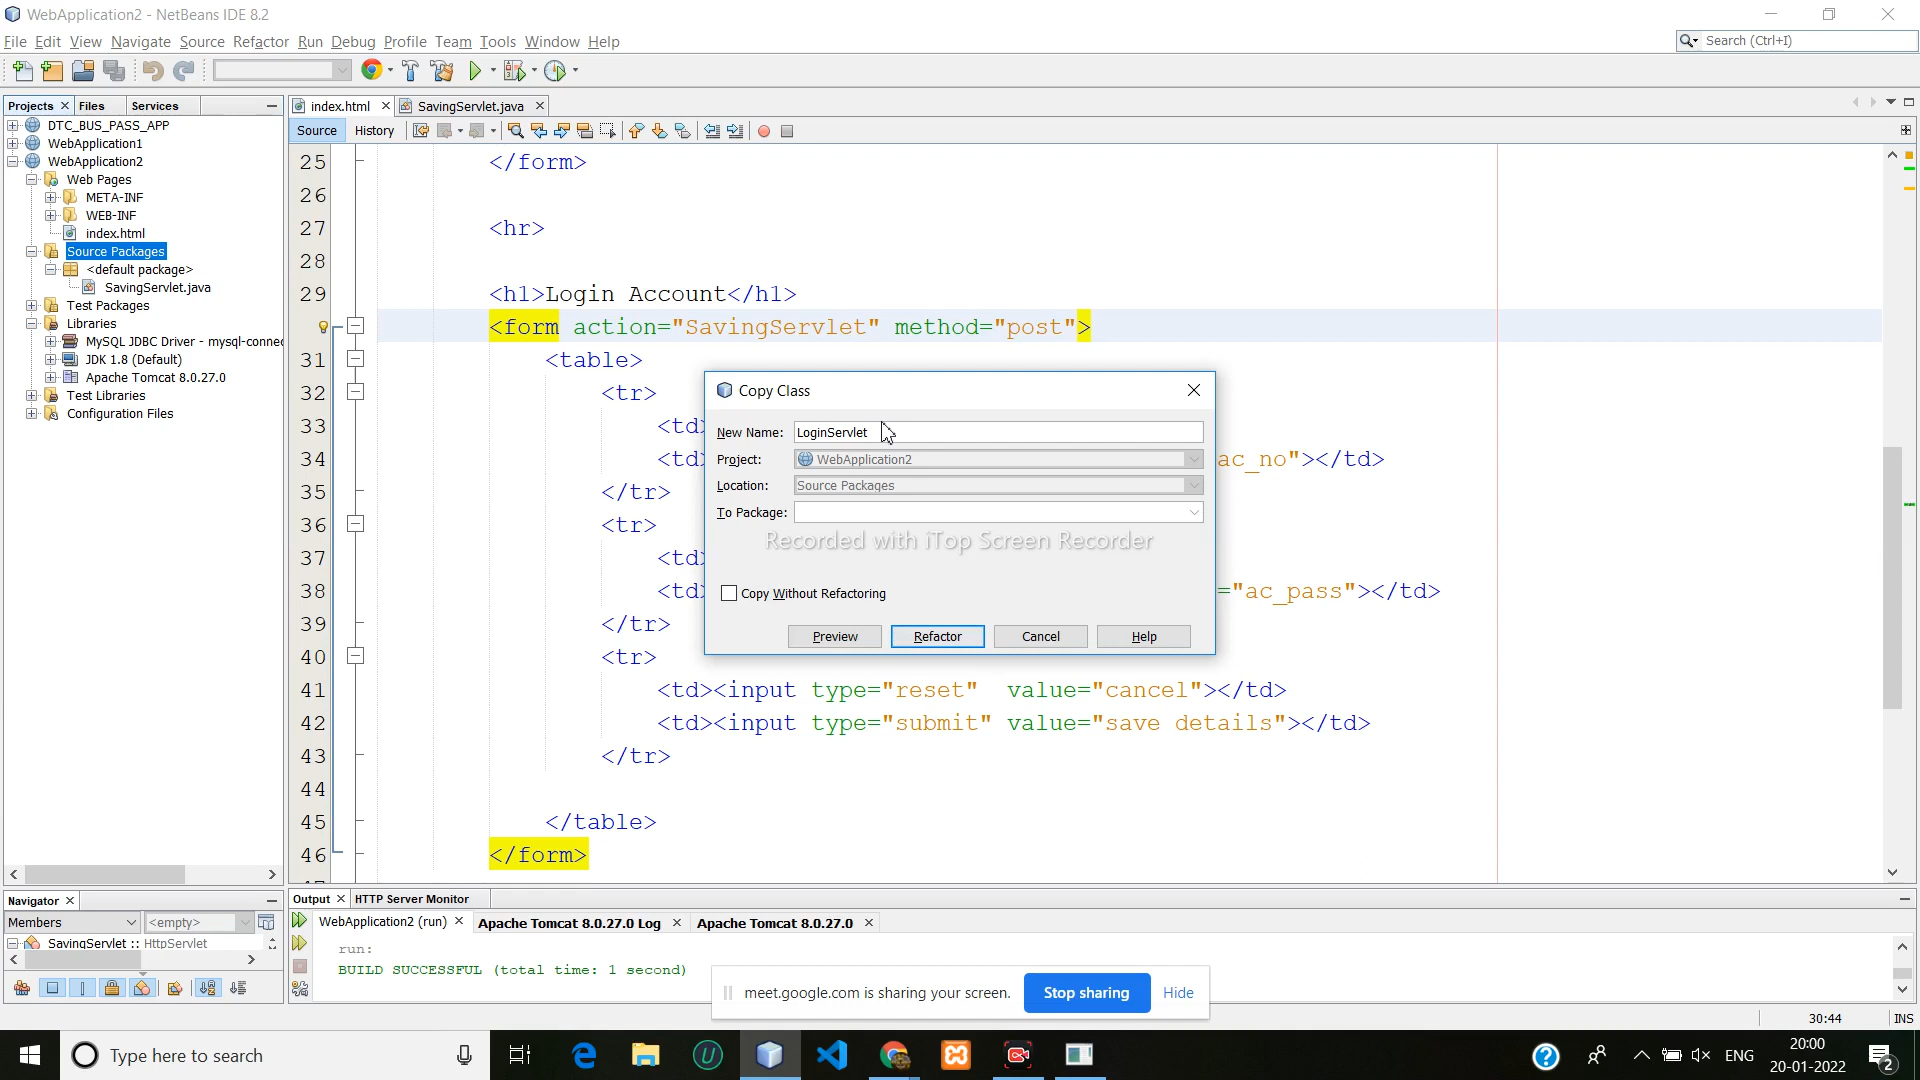 WebApplication2 - NetBeans IDE 8.2
File Edit View Navigate Source Refactor Run Debug Profile Team Tools Window Help
Search (Ctrl+I)
Projects Files Services
index.html SavingServlet.java
Source History
DTC_BUS_PASS_APP
WebApplication1
WebApplication2
Web Pages
META-INF
WEB-INF
index.html
Source Packages
<default package>
SavingServlet.java
Test Packages
Libraries
MySQL JDBC Driver - mysql-connec
JDK 1.8 (Default)
Apache Tomcat 8.0.27.0
Test Libraries
Configuration Files
25 </form>
26
27 <hr>
28
29 <h1>Login Account</h1>
<form action="SavingServlet" method="post">
31 <table>
32 <tr>
33 <td>
34 <td> ac_no"></td>
35 </tr>
36 <tr>
37 <td>
38 <td> ="ac_pass"></td>
39 </tr>
40 <tr>
41 <td><input type="reset" value="cancel"></td>
42 <td><input type="submit" value="save details"></td>
43 </tr>
44
45 </table>
46 </form>
Copy Class
New Name: LoginServlet
Project: WebApplication2
Location: Source Packages
To Package:
Recorded with iTop Screen Recorder
Copy Without Refactoring
Preview Refactor Cancel Help
Navigator
Members <empty>
SavingServlet :: HttpServlet
Output HTTP Server Monitor
WebApplication2 (run) Apache Tomcat 8.0.27.0 Log Apache Tomcat 8.0.27.0
run:
BUILD SUCCESSFUL (total time: 1 second)
meet.google.com is sharing your screen. Stop sharing Hide
30:44 INS
Type here to search
ENG
20:00
20-01-2022
2